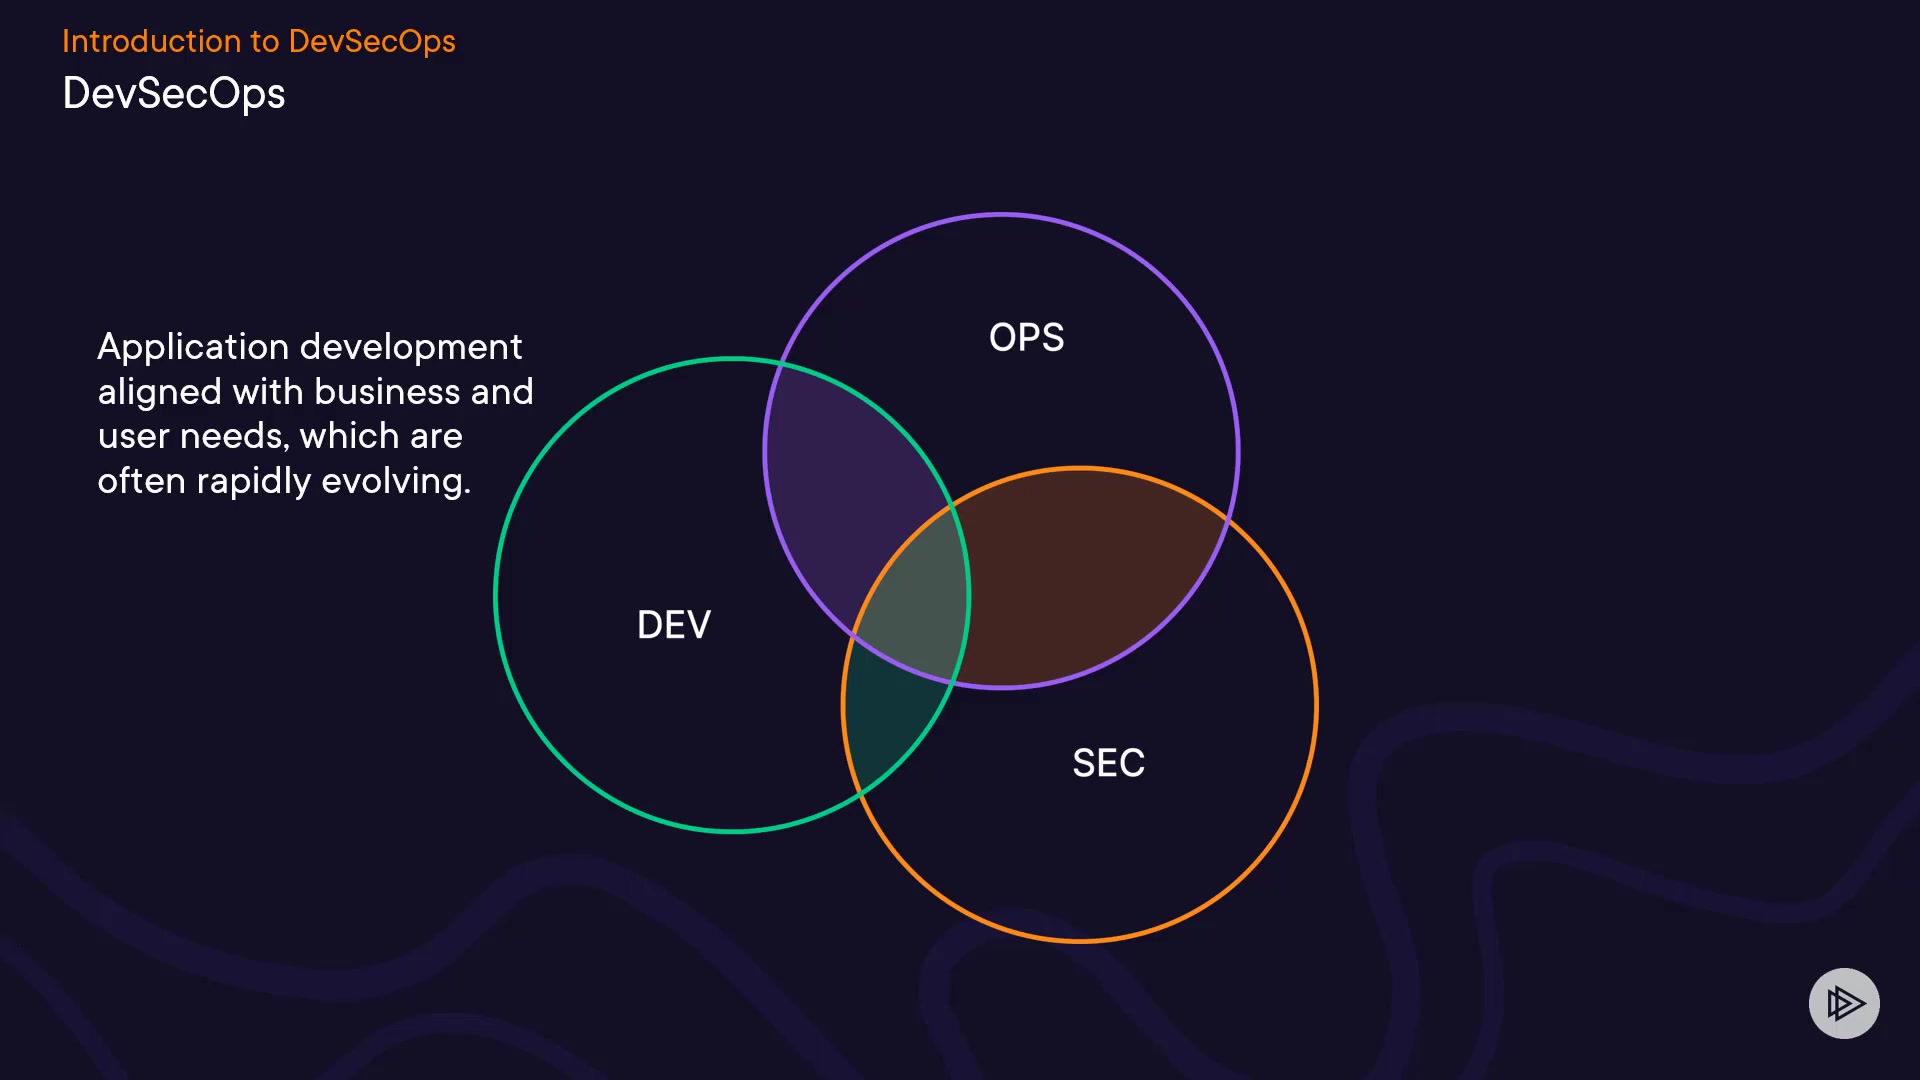 Introduction to DevSecOps
DevSecOps
Application development
aligned with business and
user needs, which are
often rapidly evolving.
OPS
DEV
SEC